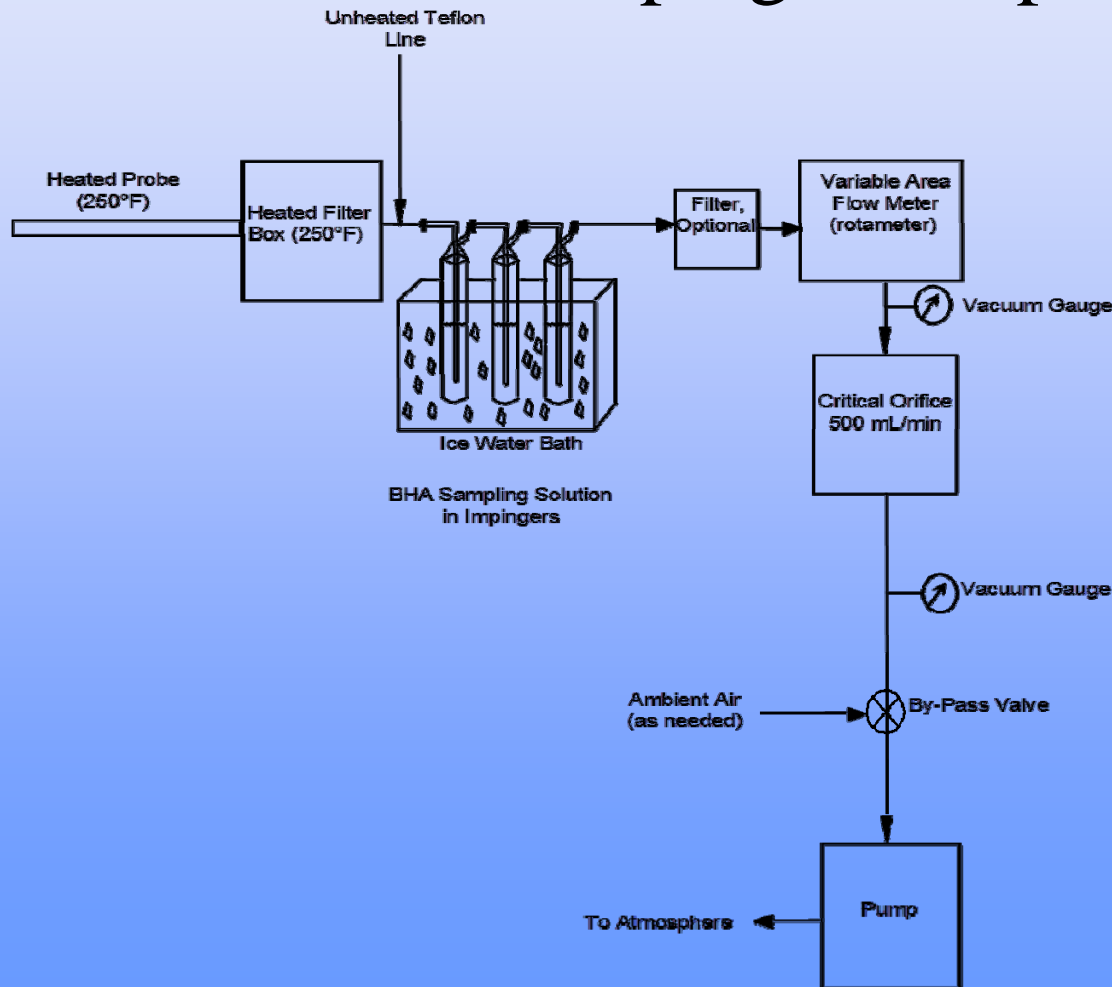 Unheated Teflon
Line
Heated Probe
(250°F)
Heated Filter
Box (250°F)
Filter,
Optional
Variable Area
Flow Meter
(rotameter)
Vacuum Gauge
Ice Water Bath
BHA Sampling Solution
in Impingers
Critical Orifice
500 mL/min
Vacuum Gauge
Ambient Air
(as needed)
By-Pass Valve
To Atmosphere
Pump